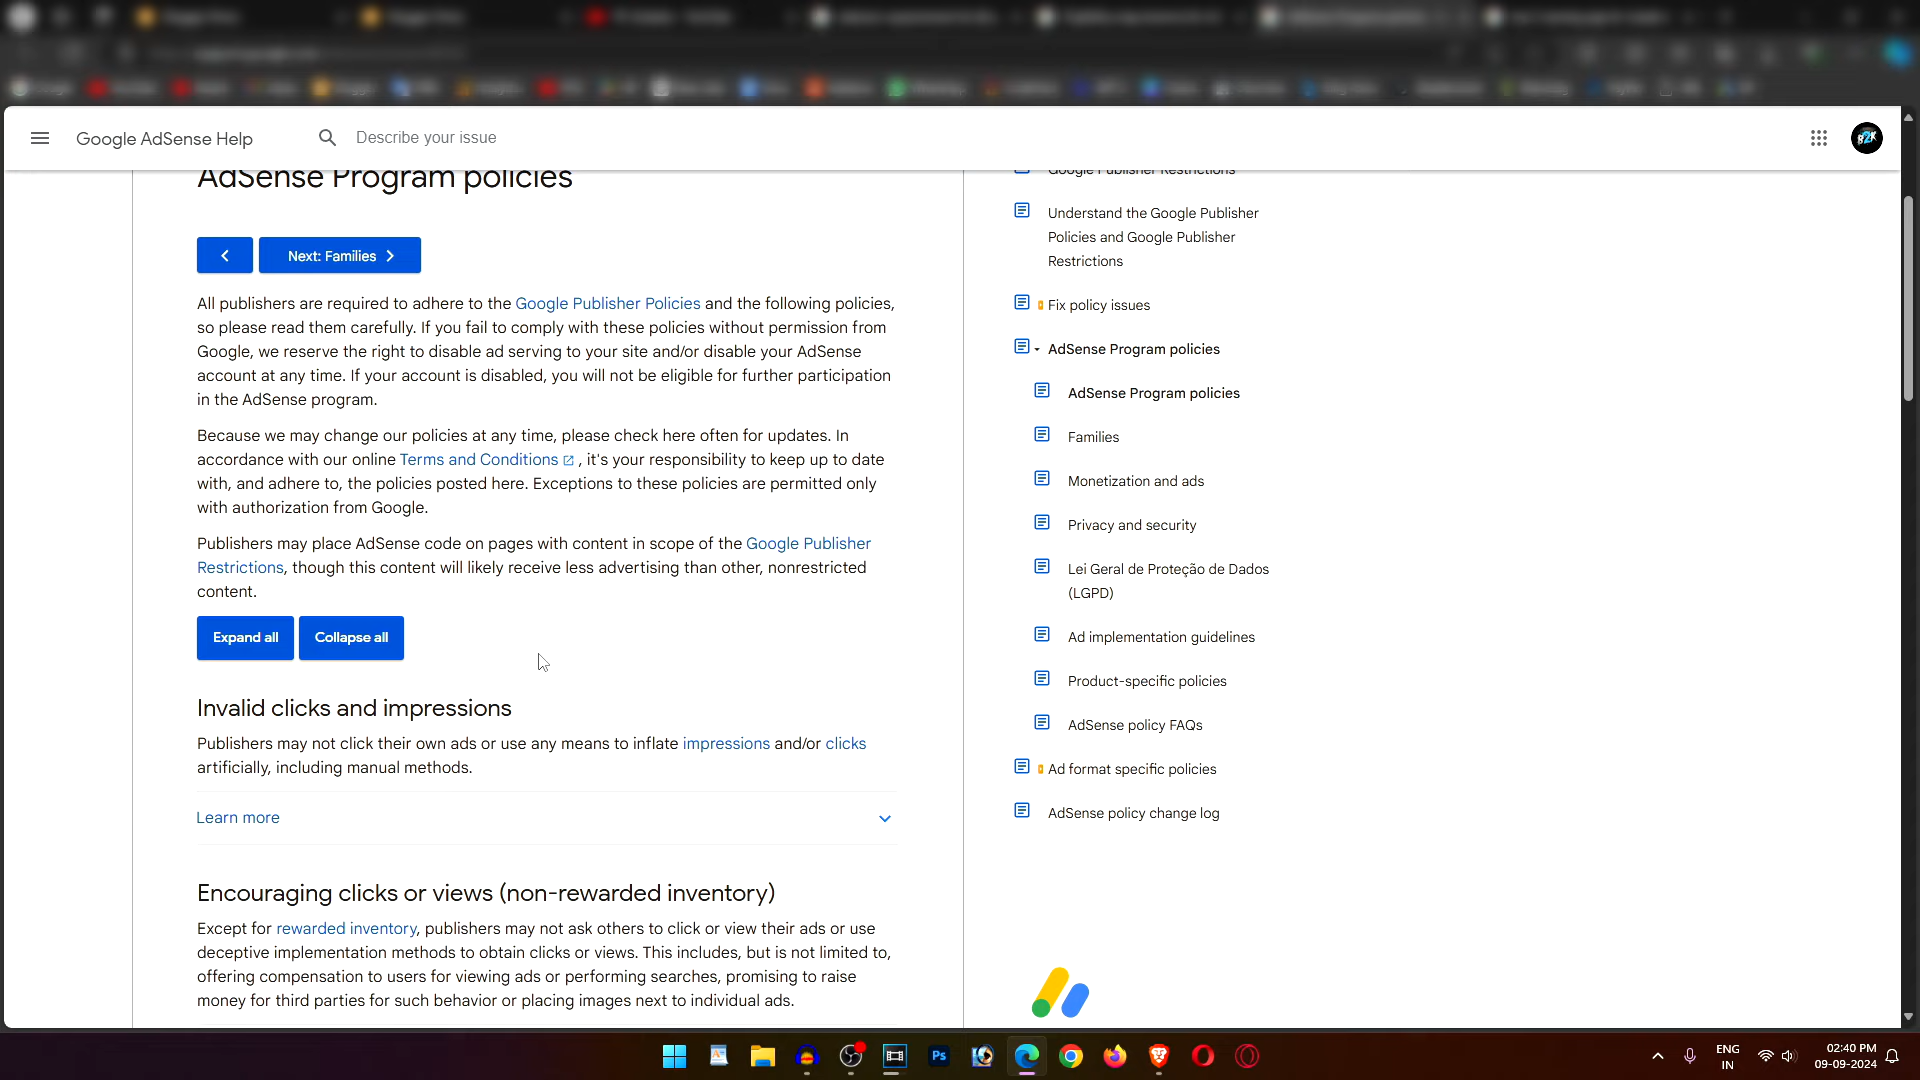 Google AdSense Help
Describe your issue
AdSense Program policies
Next: Families
All publishers are required to adhere to the Google Publisher Policies and the following policies,
so please read them carefully. If you fail to comply with these policies without permission from
Google, we reserve the right to disable ad serving to your site and/or disable your AdSense
account at any time. If your account is disabled, you will not be eligible for further participation
in the AdSense program.
Because we may change our policies at any time, please check here often for updates. In
accordance with our online Terms and Conditions , it's your responsibility to keep up to date
with, and adhere to, the policies posted here. Exceptions to these policies are permitted only
with authorization from Google.
Publishers may place AdSense code on pages with content in scope of the Google Publisher
Restrictions, though this content will likely receive less advertising than other, nonrestricted
content.
Expand all
Collapse all
Invalid clicks and impressions
Publishers may not click their own ads or use any means to inflate impressions and/or clicks
artificially, including manual methods.
Learn more
Encouraging clicks or views (non-rewarded inventory)
Except for rewarded inventory, publishers may not ask others to click or view their ads or use
deceptive implementation methods to obtain clicks or views. This includes, but is not limited to,
offering compensation to users for viewing ads or performing searches, promising to raise
money for third parties for such behavior or placing images next to individual ads.
Google Publisher Restrictions
Understand the Google Publisher
Policies and Google Publisher
Restrictions
Fix policy issues
AdSense Program policies
AdSense Program policies
Families
Monetization and ads
Privacy and security
Lei Geral de Proteção de Dados
(LGPD)
Ad implementation guidelines
Product-specific policies
AdSense policy FAQs
Ad format specific policies
AdSense policy change log
Ps
ENG
IN
02:40 PM
09-09-2024